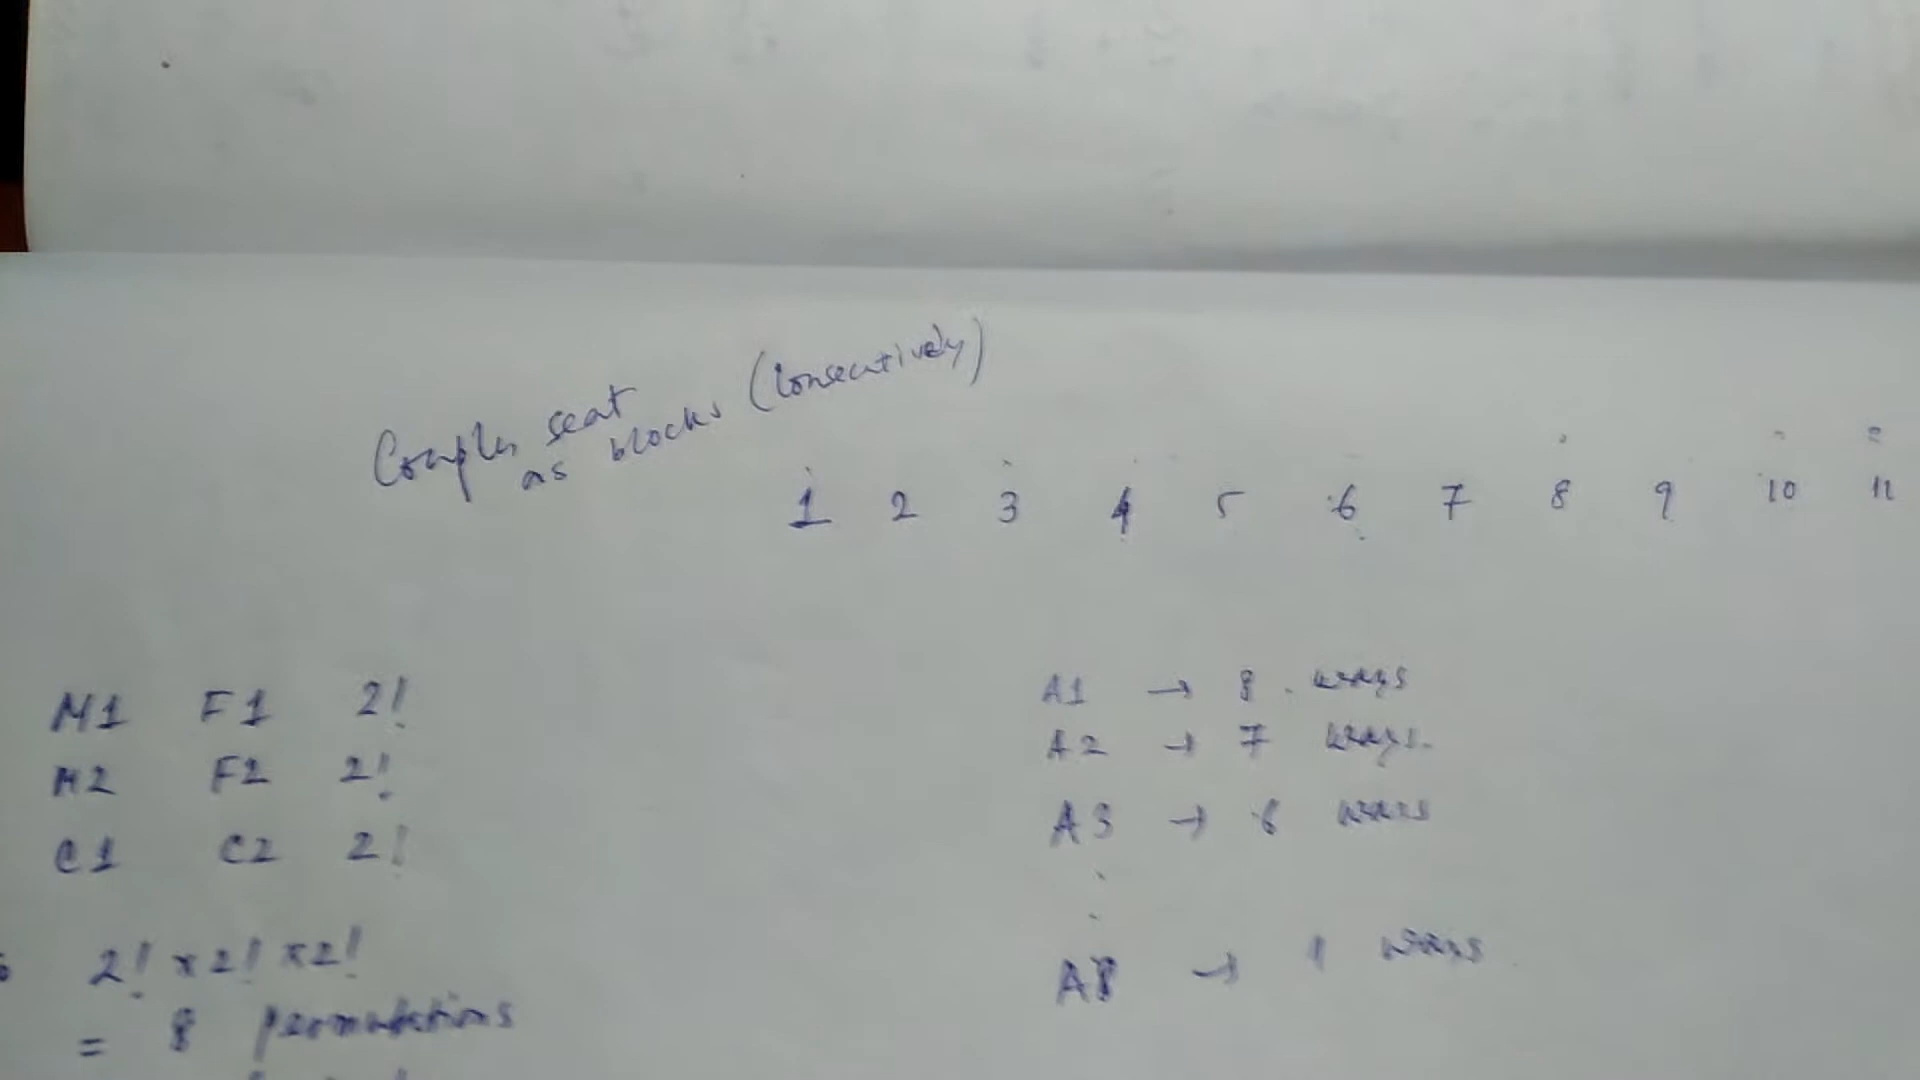 Couples seat
as blocks (Consecutively)
1 2 3 4 5 6 7 8 9 10 11
M1 F1 2!
M2 F2 2!
C1 C2 2!
2! x 2! x 2!
= 8 permutations
A1 → 8 ways
A2 → 7 ways.
A3 → 6 ways
A8 → 1 ways